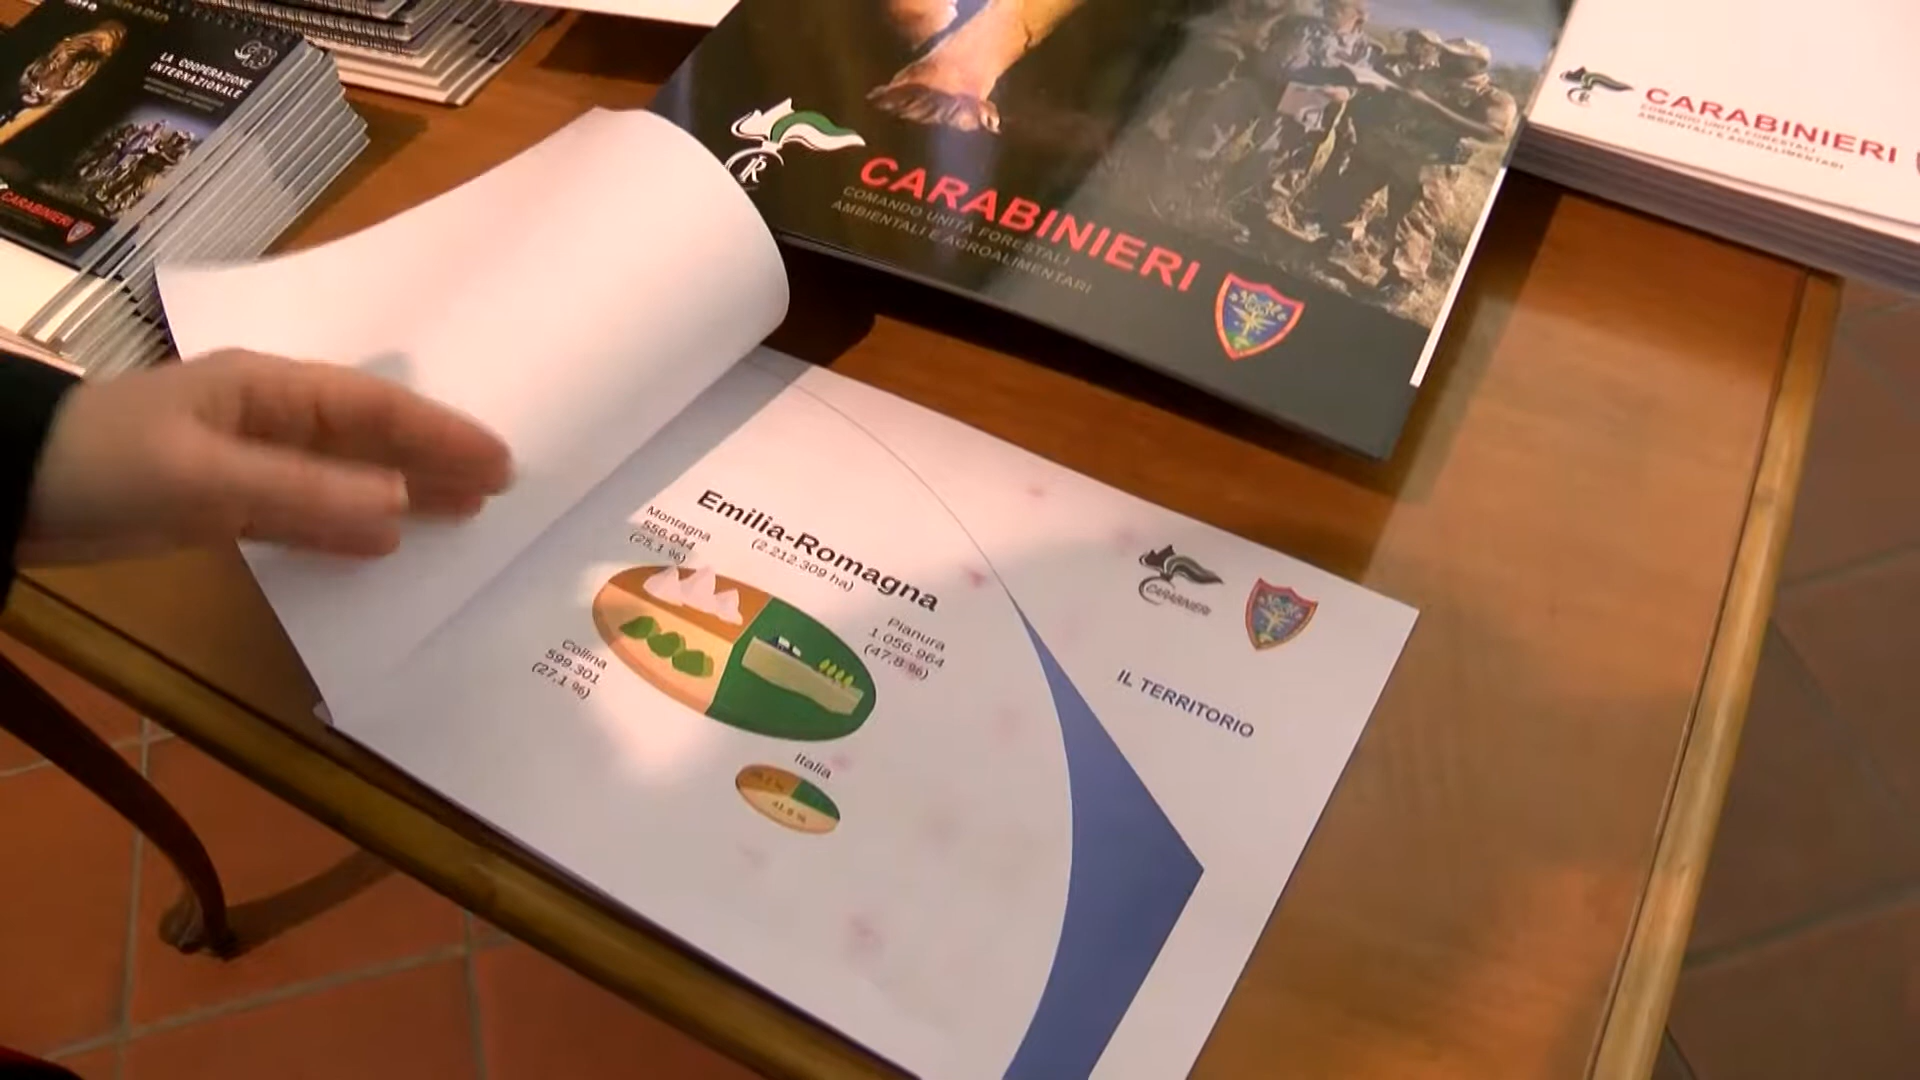 LA COOPERAZIONE
INTERNAZIONALE
CARABINIERI
CARABINIERI
COMANDO UNITÀ FORESTALI
AMBIENTALI E AGROALIMENTARI
CARABINIERI
COMANDO UNITÀ FORESTALI
AMBIENTALI E AGROALIMENTARI
Emilia-Romagna
(2.212.309 ha)
Montagna
556.044
(25,1 %)
Pianura
1.056.964
(47,8 %)
Collina
599.301
(27,1 %)
Italia
41,6 %
CARABINIERI
IL TERRITORIO